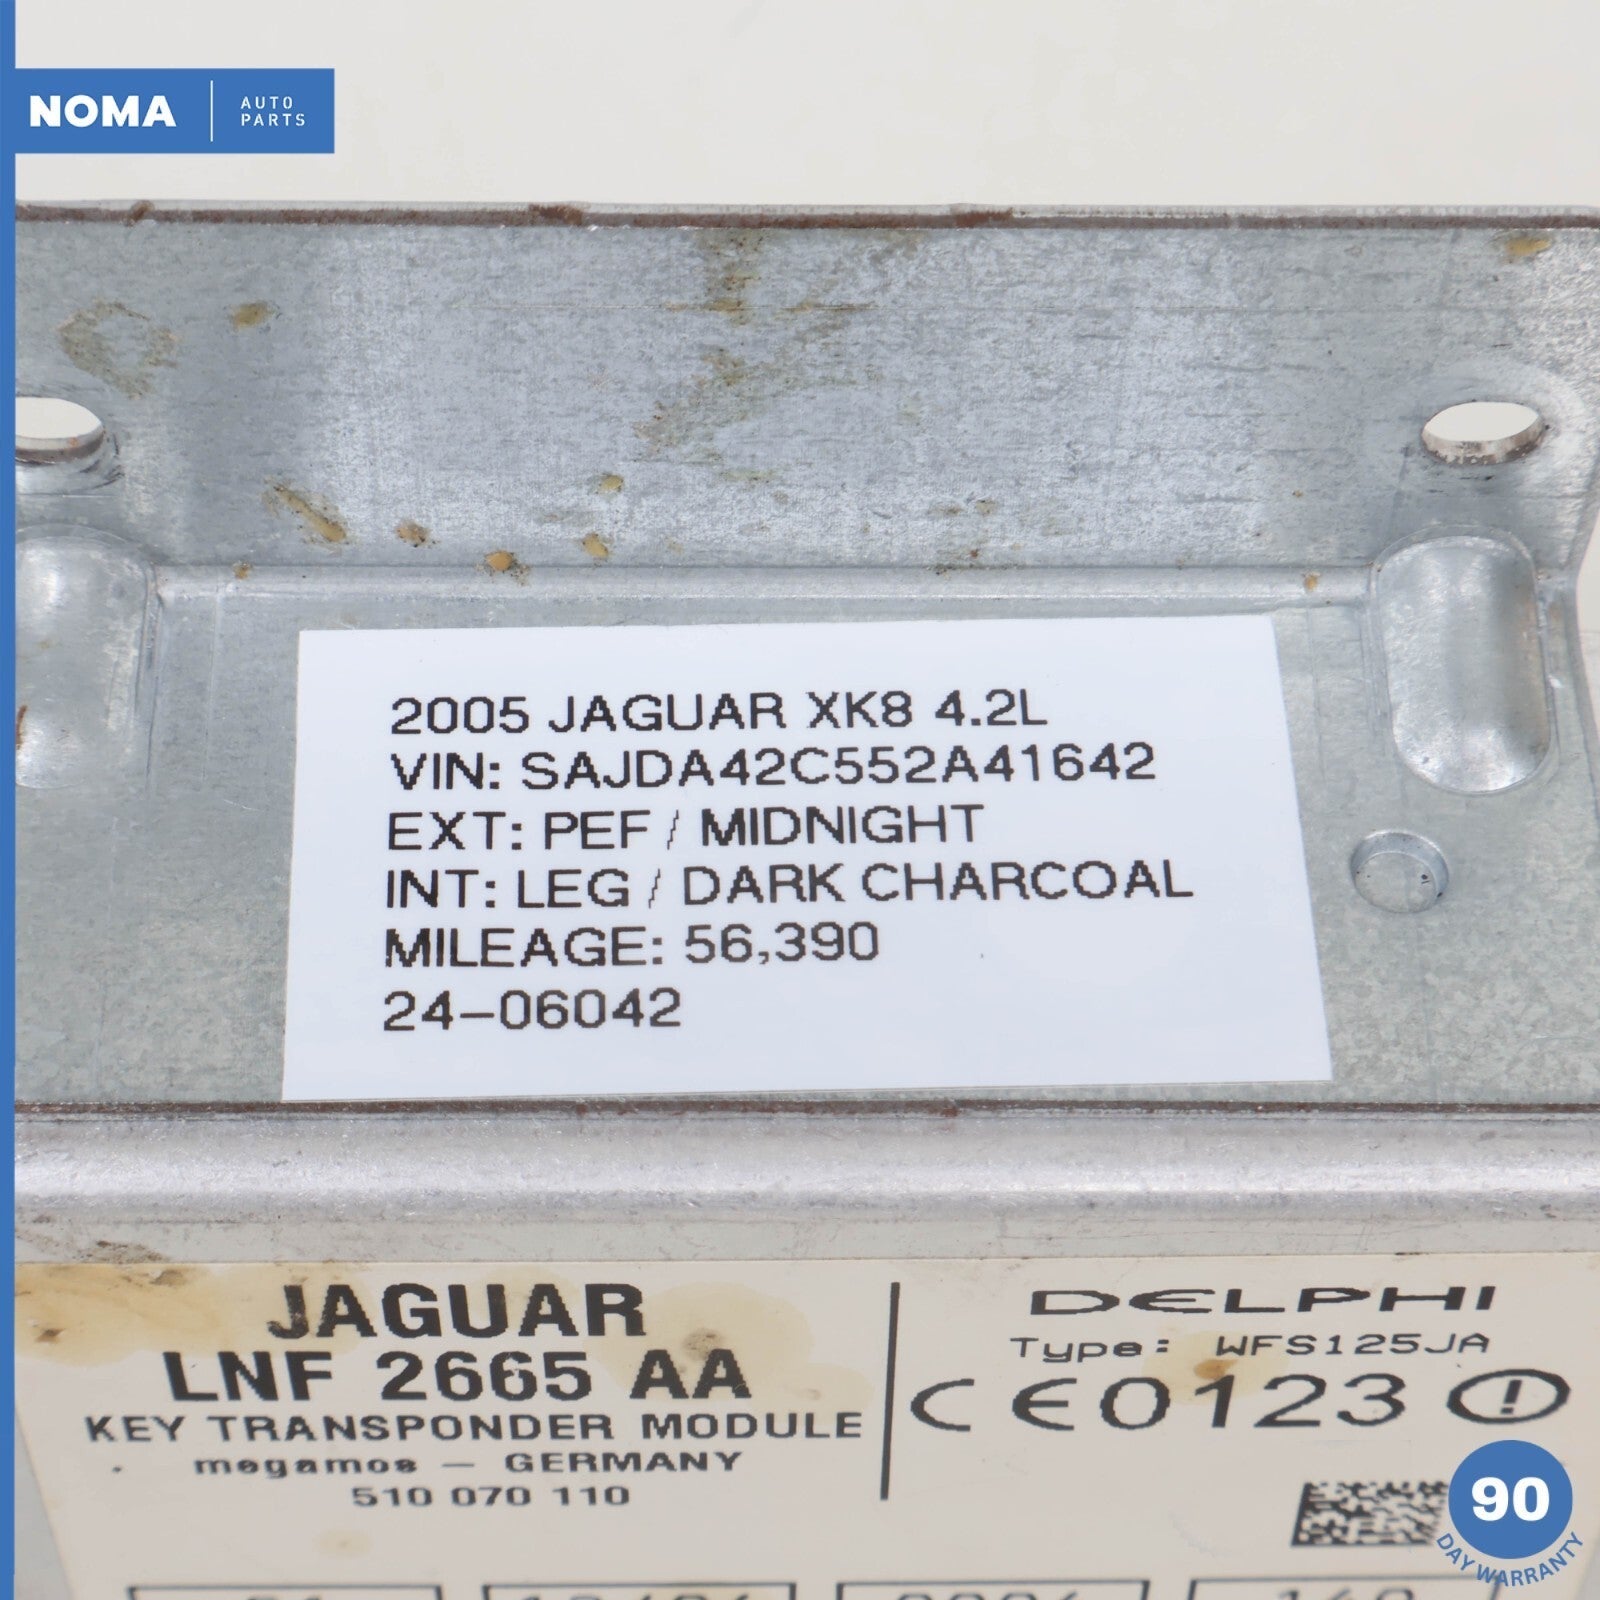 NOMA AUTO PARTS
2005 JAGUAR XK8 4.2L
VIN: SAJDA42C552A41642
EXT: PEF / MIDNIGHT
INT: LEG / DARK CHARCOAL
MILEAGE: 56,390
24-06042
JAGUAR
LNF 2665 AA
KEY TRANSPONDER MODULE
megamos - GERMANY
510 070 110
DELPHI
Type: WFS125JA
CE0123
90
DAY WARRANTY